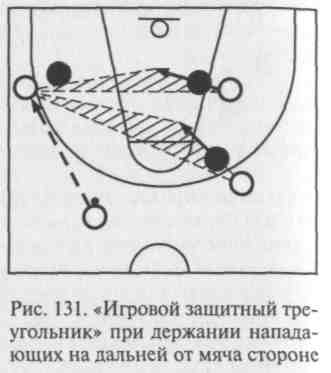 Рис. 131. «Игровой защитный тре-
угольник» при держании напада-
ющих на дальней от мяча стороне